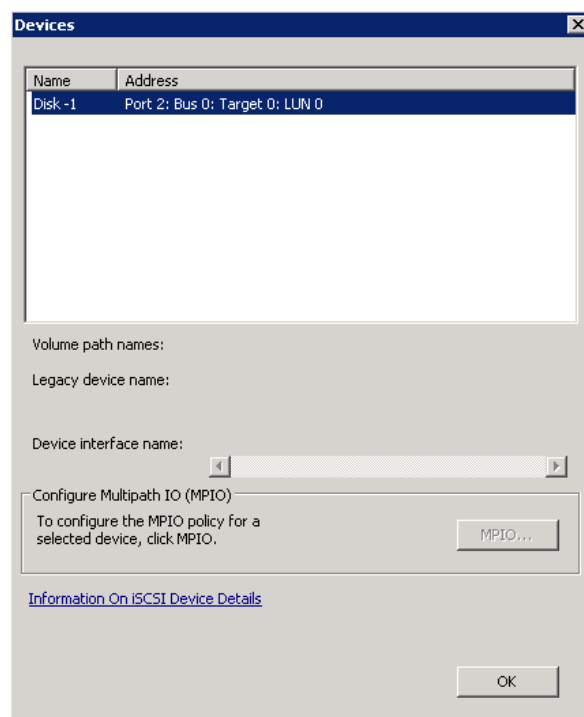 Devices
Name Address
Disk -1 Port 2: Bus 0: Target 0: LUN 0
Volume path names:
Legacy device name:
Device interface name:
Configure Multipath IO (MPIO)
To configure the MPIO policy for a
selected device, click MPIO.
MPIO...
Information On iSCSI Device Details
OK